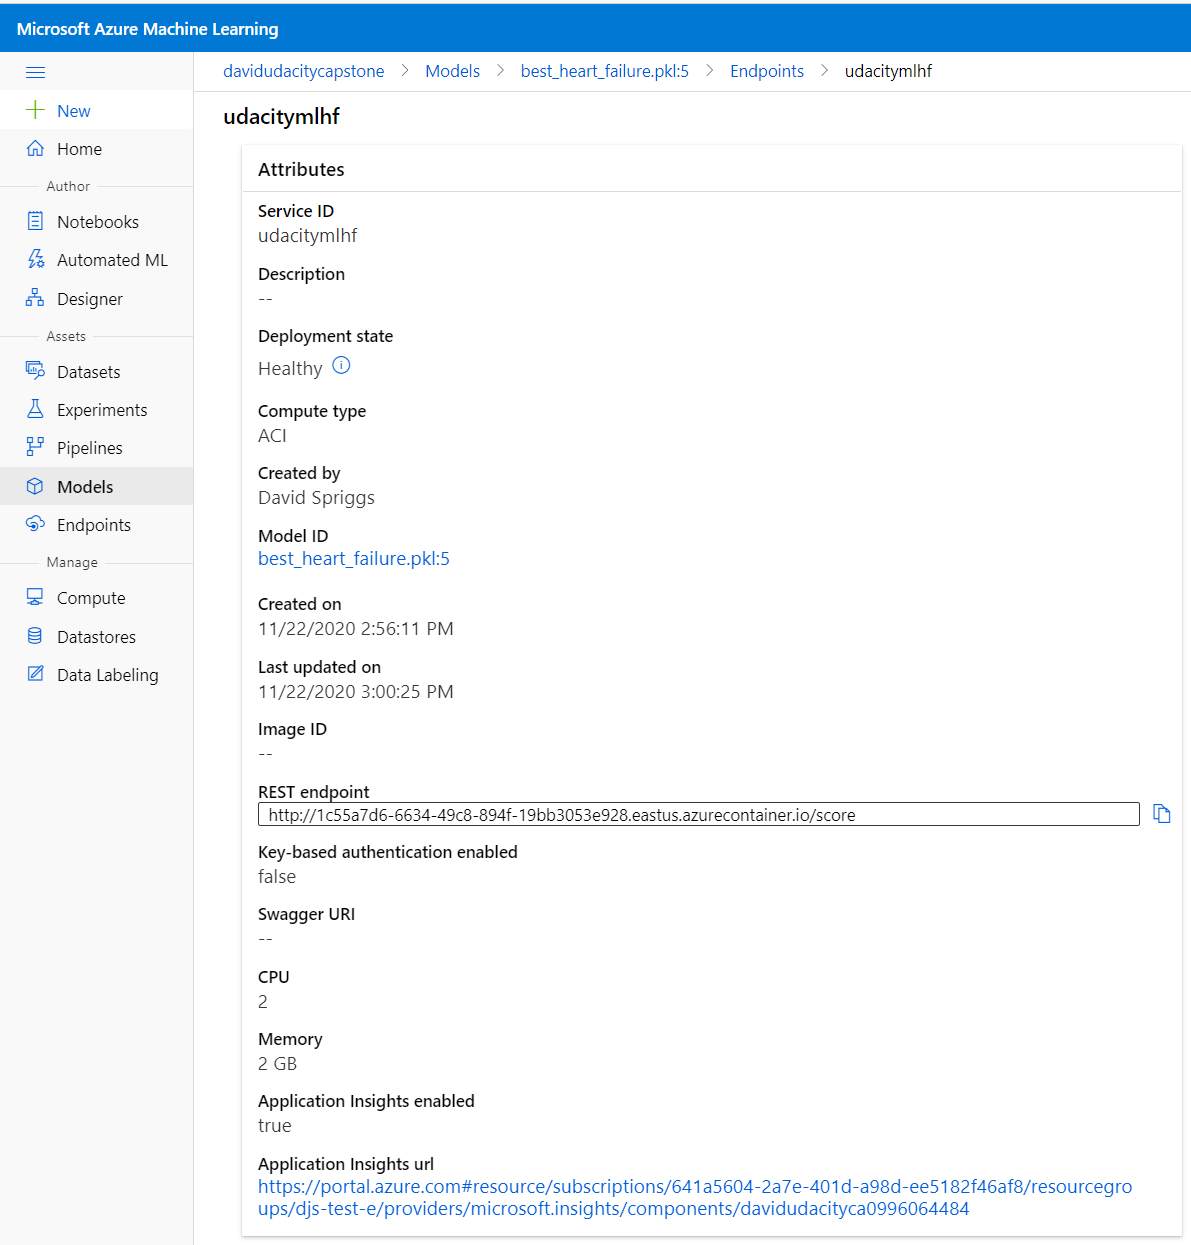 Microsoft Azure Machine Learning
davidudacitycapstone > Models > best_heart_failure.pkl:5 > Endpoints > udacitymlhf
New
Home
Author
Notebooks
Automated ML
Designer
Assets
Datasets
Experiments
Pipelines
Models
Endpoints
Manage
Compute
Datastores
Data Labeling
udacitymlhf
Attributes
Service ID
udacitymlhf
Description
--
Deployment state
Healthy
Compute type
ACI
Created by
David Spriggs
Model ID
best_heart_failure.pkl:5
Created on
11/22/2020 2:56:11 PM
Last updated on
11/22/2020 3:00:25 PM
Image ID
--
REST endpoint
http://1c55a7d6-6634-49c8-894f-19bb3053e928.eastus.azurecontainer.io/score
Key-based authentication enabled
false
Swagger URI
--
CPU
2
Memory
2 GB
Application Insights enabled
true
Application Insights url
https://portal.azure.com#resource/subscriptions/641a5604-2a7e-401d-a98d-ee5182f46af8/resourcegro
ups/djs-test-e/providers/microsoft.insights/components/davidudacityca0996064484